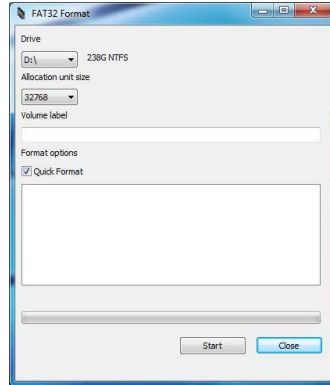 FAT32 Format
Drive
D:\ 238G NTFS
Allocation unit size
32768
Volume label
Format options
Quick Format
Start Close